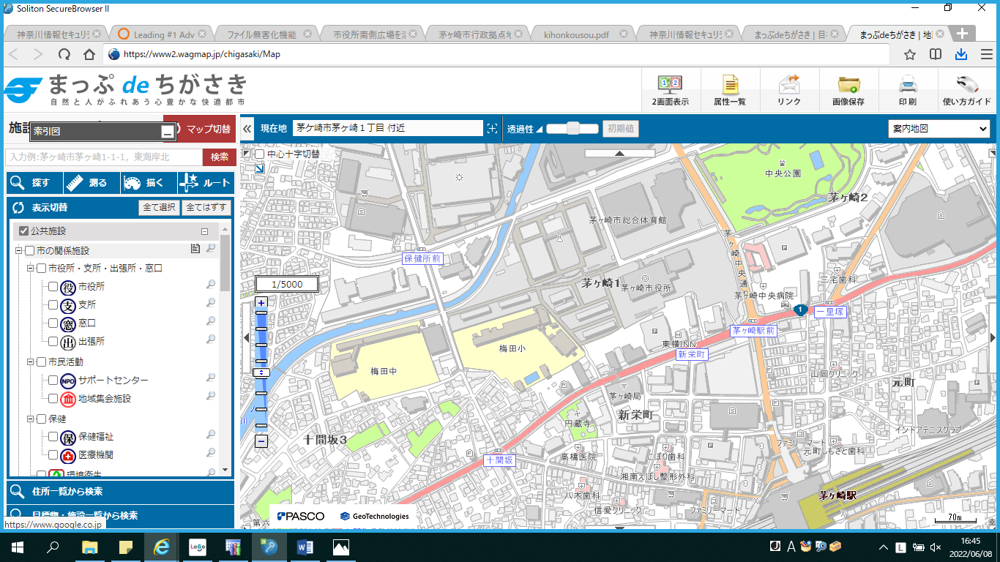 Soliton SecureBrowser II
神奈川情報セキュリテ
Leading #1 Adv
ファイル無害化機能
市役所南側広場を活
茅ヶ崎市行政拠点地
kihonkousou.pdf
神奈川情報セキュリテ
まっぷdeちがさき | 目
まっぷdeちがさき | 地
https://www2.wagmap.jp/chigasaki/Map
まっぷ de ちがさき
自然と人がふれあう心豊かな快適都市
2画面表示
属性一覧
リンク
画像保存
印刷
使い方ガイド
施設
索引図
マップ切替
現在地
茅ケ崎市茅ヶ崎１丁目 付近
透過性
初期値
案内地図
入力例:茅ヶ崎市茅ヶ崎1-1-1，東海岸北
検索
中心十字切替
探す
測る
描く
ルート
表示切替
全て選択
全てはずす
公共施設
市の関係施設
市役所・支所・出張所・窓口
役 市役所
支 支所
窓 窓口
出 出張所
市民活動
NPO サポートセンター
地域集会施設
保健
保 保健福祉
医療機関
環境衛生
住所一覧から検索
目標物・施設一覧から検索
https://www.google.co.jp
1/5000
中央公園
茅ヶ崎2
茅ヶ崎市総合体育館
茅ヶ崎中央通り
保健所前
茅ヶ崎1
茅ヶ崎市役所
三宅歯科
茅ヶ崎中央病院
1
一里塚
茅ヶ崎駅前
東横INN
新栄町
梅田小
梅田中
山岡クリニック
元町
茅ヶ崎局
新栄町
円蔵寺
インドアテニスクラブ
十間坂3
ファミリーマート
元町しもさと歯科
十間坂
高橋医院
こぼり歯科
湘南えぼし整形外科
八木歯科
信愛クリニック
ファミリーマート
茅ヶ崎駅
第六
PASCO
GeoTechnologies
70m
LoGo
A
L
16:45
2022/06/08